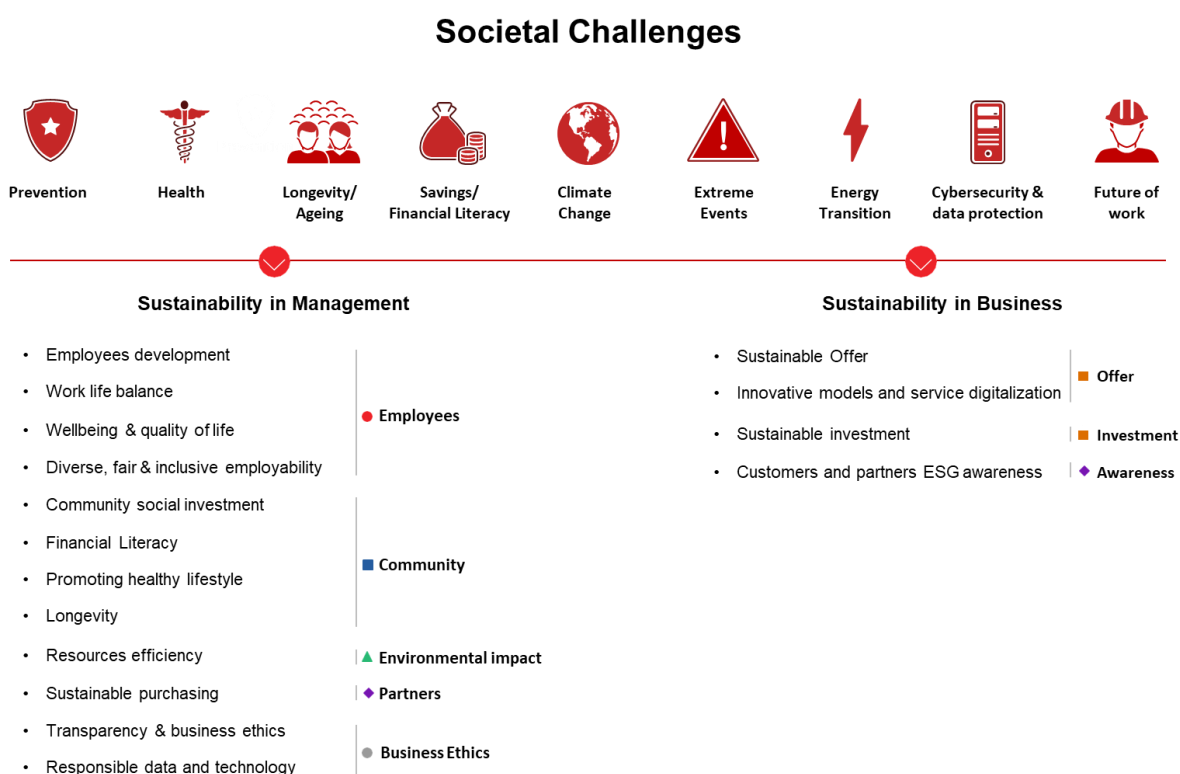 Societal Challenges
Prevention
Health
Longevity/
Ageing
Savings/
Financial Literacy
Climate
Change
Extreme
Events
Energy
Transition
Cybersecurity &
data protection
Future of
work
Sustainability in Management
• Employees development
• Work life balance
• Wellbeing & quality of life
• Diverse, fair & inclusive employability
Employees
• Community social investment
• Financial Literacy
• Promoting healthy lifestyle
• Longevity
Community
• Resources efficiency
Environmental impact
• Sustainable purchasing
Partners
• Transparency & business ethics
• Responsible data and technology
Business Ethics
Sustainability in Business
• Sustainable Offer
• Innovative models and service digitalization
Offer
• Sustainable investment
Investment
• Customers and partners ESG awareness
Awareness